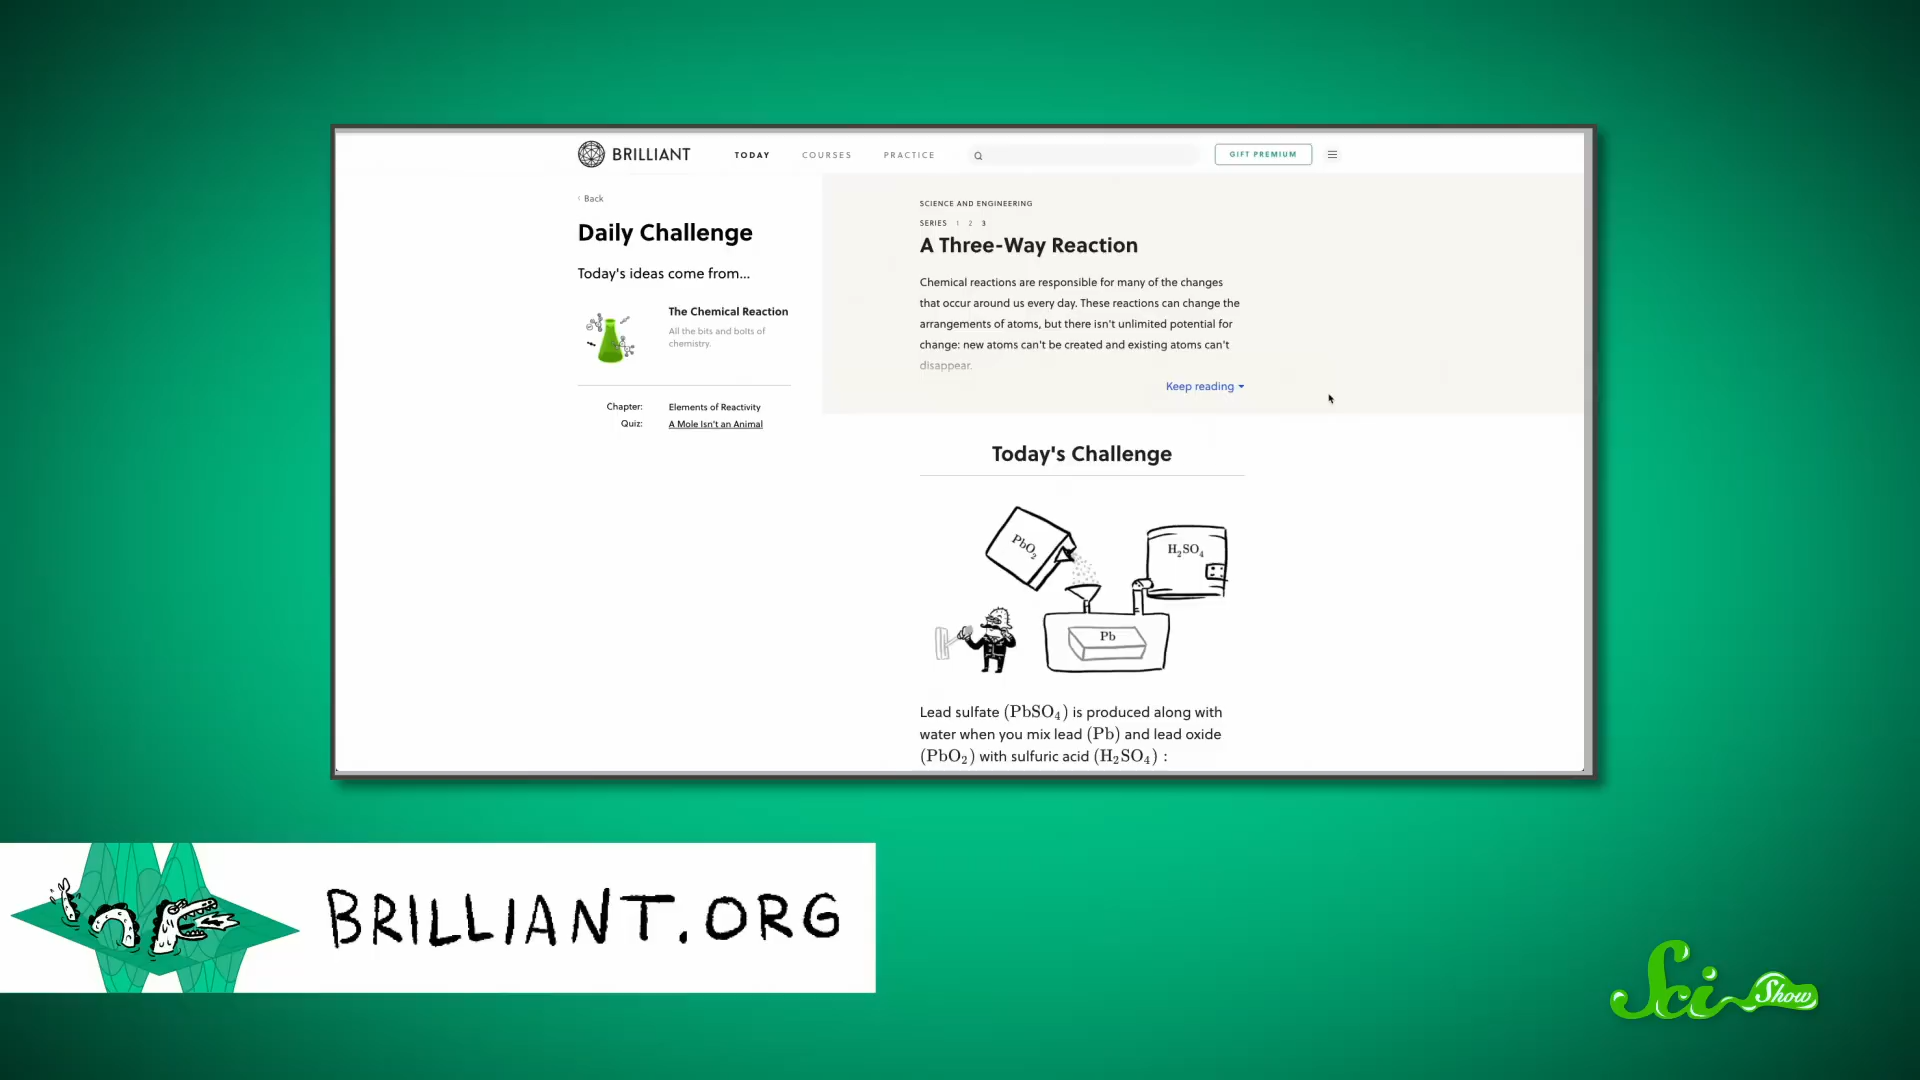 BRILLIANT
TODAY
COURSES
PRACTICE
GIFT PREMIUM
‹ Back
Daily Challenge
Today's ideas come from...
The Chemical Reaction
All the bits and bolts of
chemistry.
Chapter: Elements of Reactivity
Quiz: A Mole Isn't an Animal
SCIENCE AND ENGINEERING
SERIES 1 2 3
A Three-Way Reaction
Chemical reactions are responsible for many of the changes
that occur around us every day. These reactions can change the
arrangements of atoms, but there isn't unlimited potential for
change: new atoms can't be created and existing atoms can't
disappear.
Keep reading
Today's Challenge
PbO₂
H₂SO₄
Pb
Lead sulfate (PbSO₄) is produced along with
water when you mix lead (Pb) and lead oxide
(PbO₂) with sulfuric acid (H₂SO₄) :
BRILLIANT.ORG
Sci Show